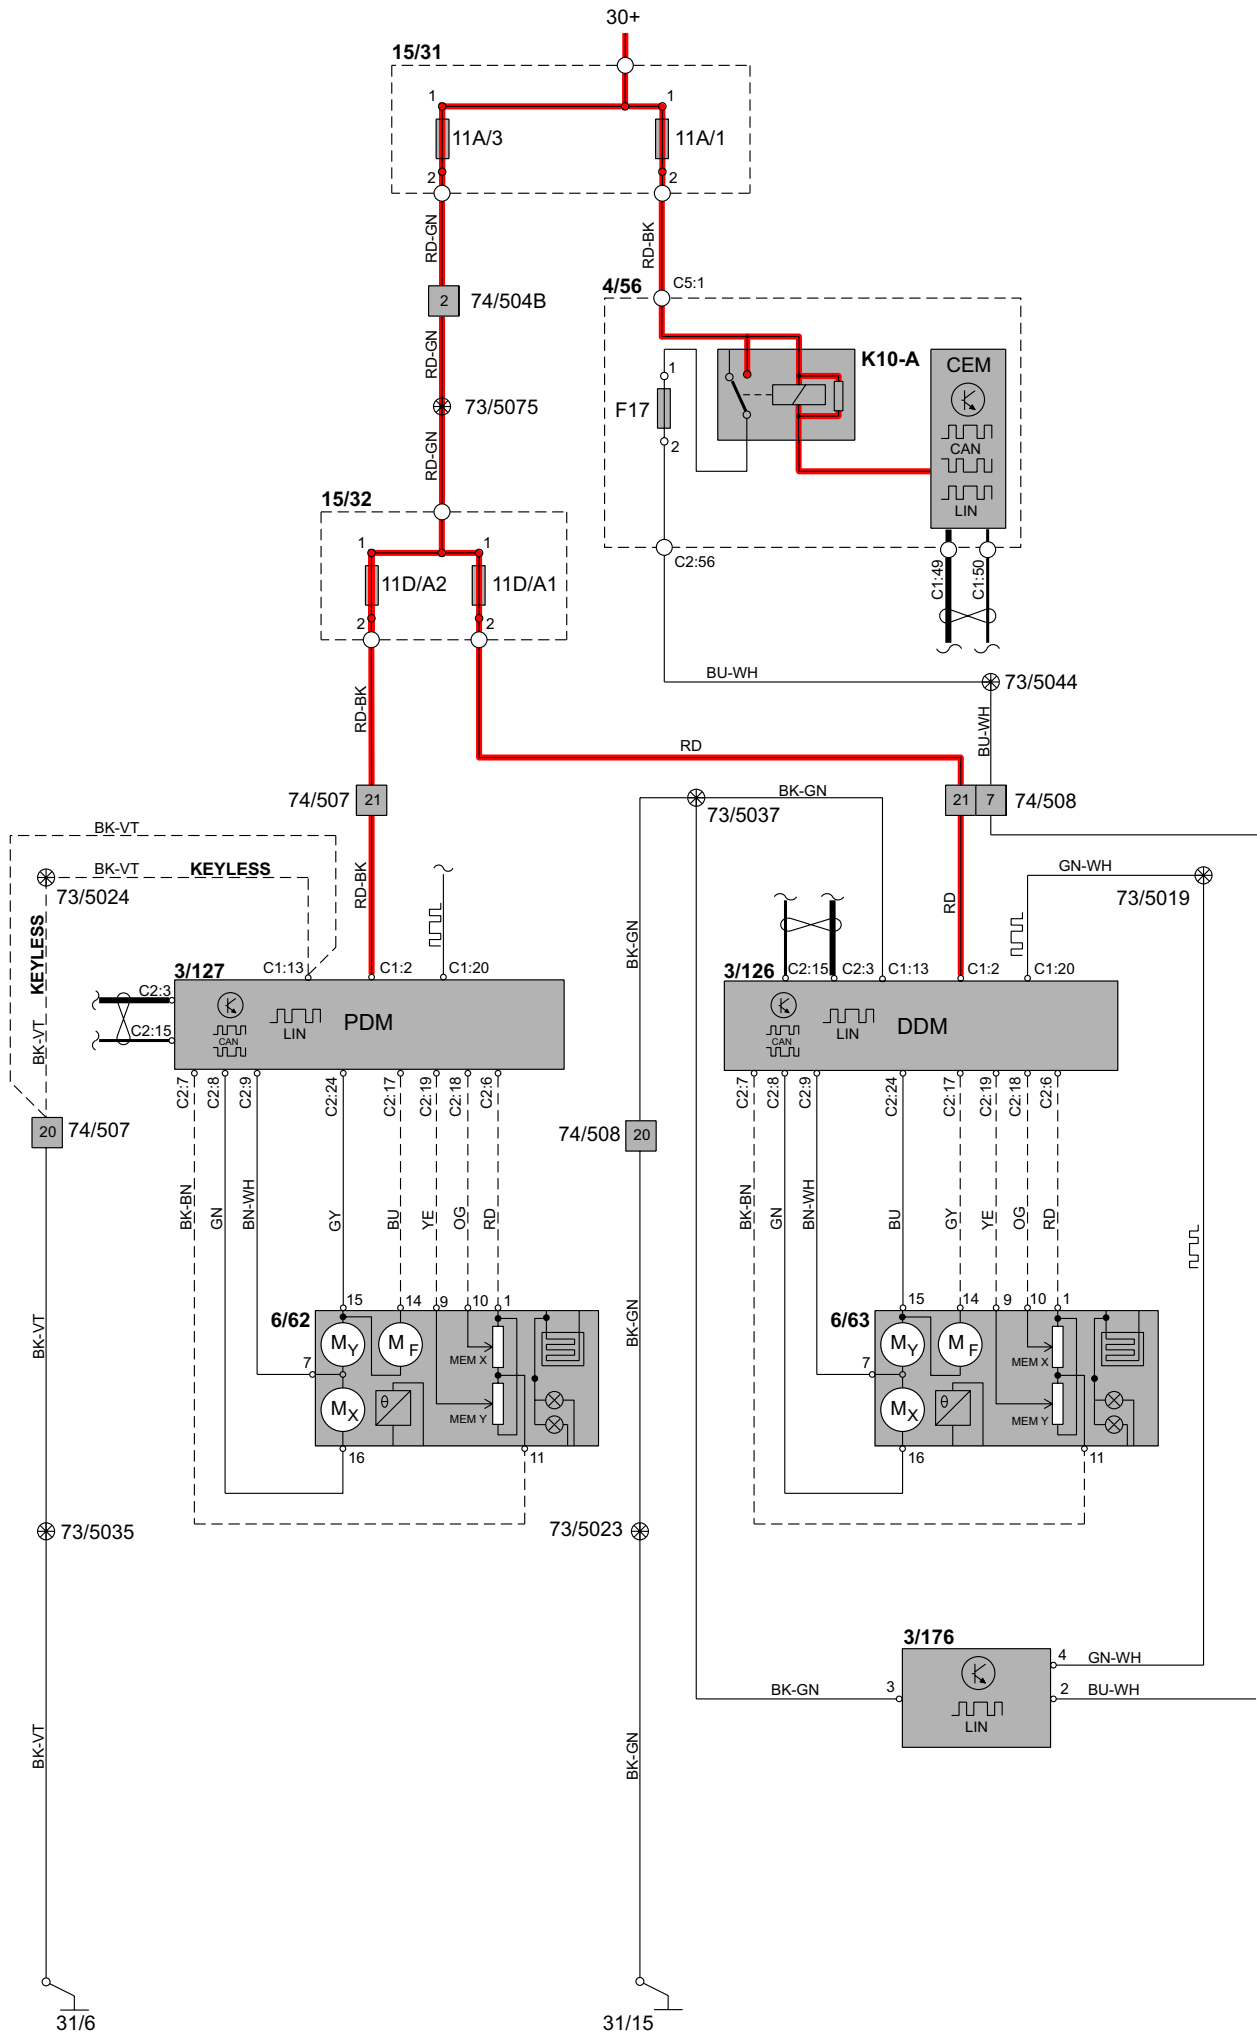 30+
15/31
1
1
11A/3
11A/1
2
2
RD-GN
RD-BK
4/56
C5:1
2
74/504B
RD-GN
K10-A
CEM
1
F17
2
CAN
LIN
73/5075
RD-GN
15/32
1
1
11D/A2
11D/A1
2
2
C2:56
C1:49
C1:50
BU-WH
73/5044
RD-BK
BU-WH
RD
74/507
21
BK-GN
73/5037
21
7
74/508
BK-VT
BK-VT
KEYLESS
73/5024
KEYLESS
BK-VT
RD-BK
BK-GN
RD
GN-WH
73/5019
3/127
C1:13
C1:2
C1:20
C2:3
C2:15
CAN
LIN
PDM
3/126
C2:15
C2:3
C1:13
C1:2
C1:20
CAN
LIN
DDM
C2:7
C2:8
C2:9
C2:24
C2:17
C2:19
C2:18
C2:6
C2:7
C2:8
C2:9
C2:24
C2:17
C2:19
C2:18
C2:6
20
74/507
74/508
20
BK-BN
GN
BN-WH
GY
BU
YE
OG
RD
BK-BN
GN
BN-WH
BU
GY
YE
OG
RD
BK-VT
BK-GN
6/62
15
14
9
10
1
MY
MF
MEM X
7
MX
θ
MEM Y
16
11
6/63
15
14
9
10
1
MY
MF
MEM X
7
MX
θ
MEM Y
16
11
73/5035
73/5023
3/176
4
GN-WH
BK-GN
3
2
BU-WH
LIN
BK-VT
BK-GN
31/6
31/15